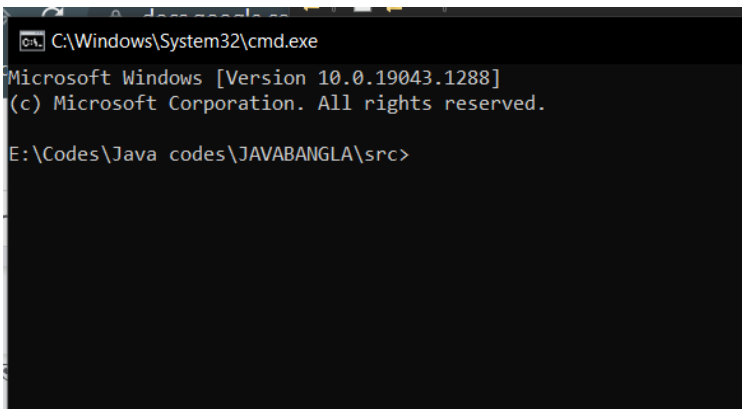 C:\Windows\System32\cmd.exe
Microsoft Windows [Version 10.0.19043.1288]
(c) Microsoft Corporation. All rights reserved.
E:\Codes\Java codes\JAVABANGLA\src>